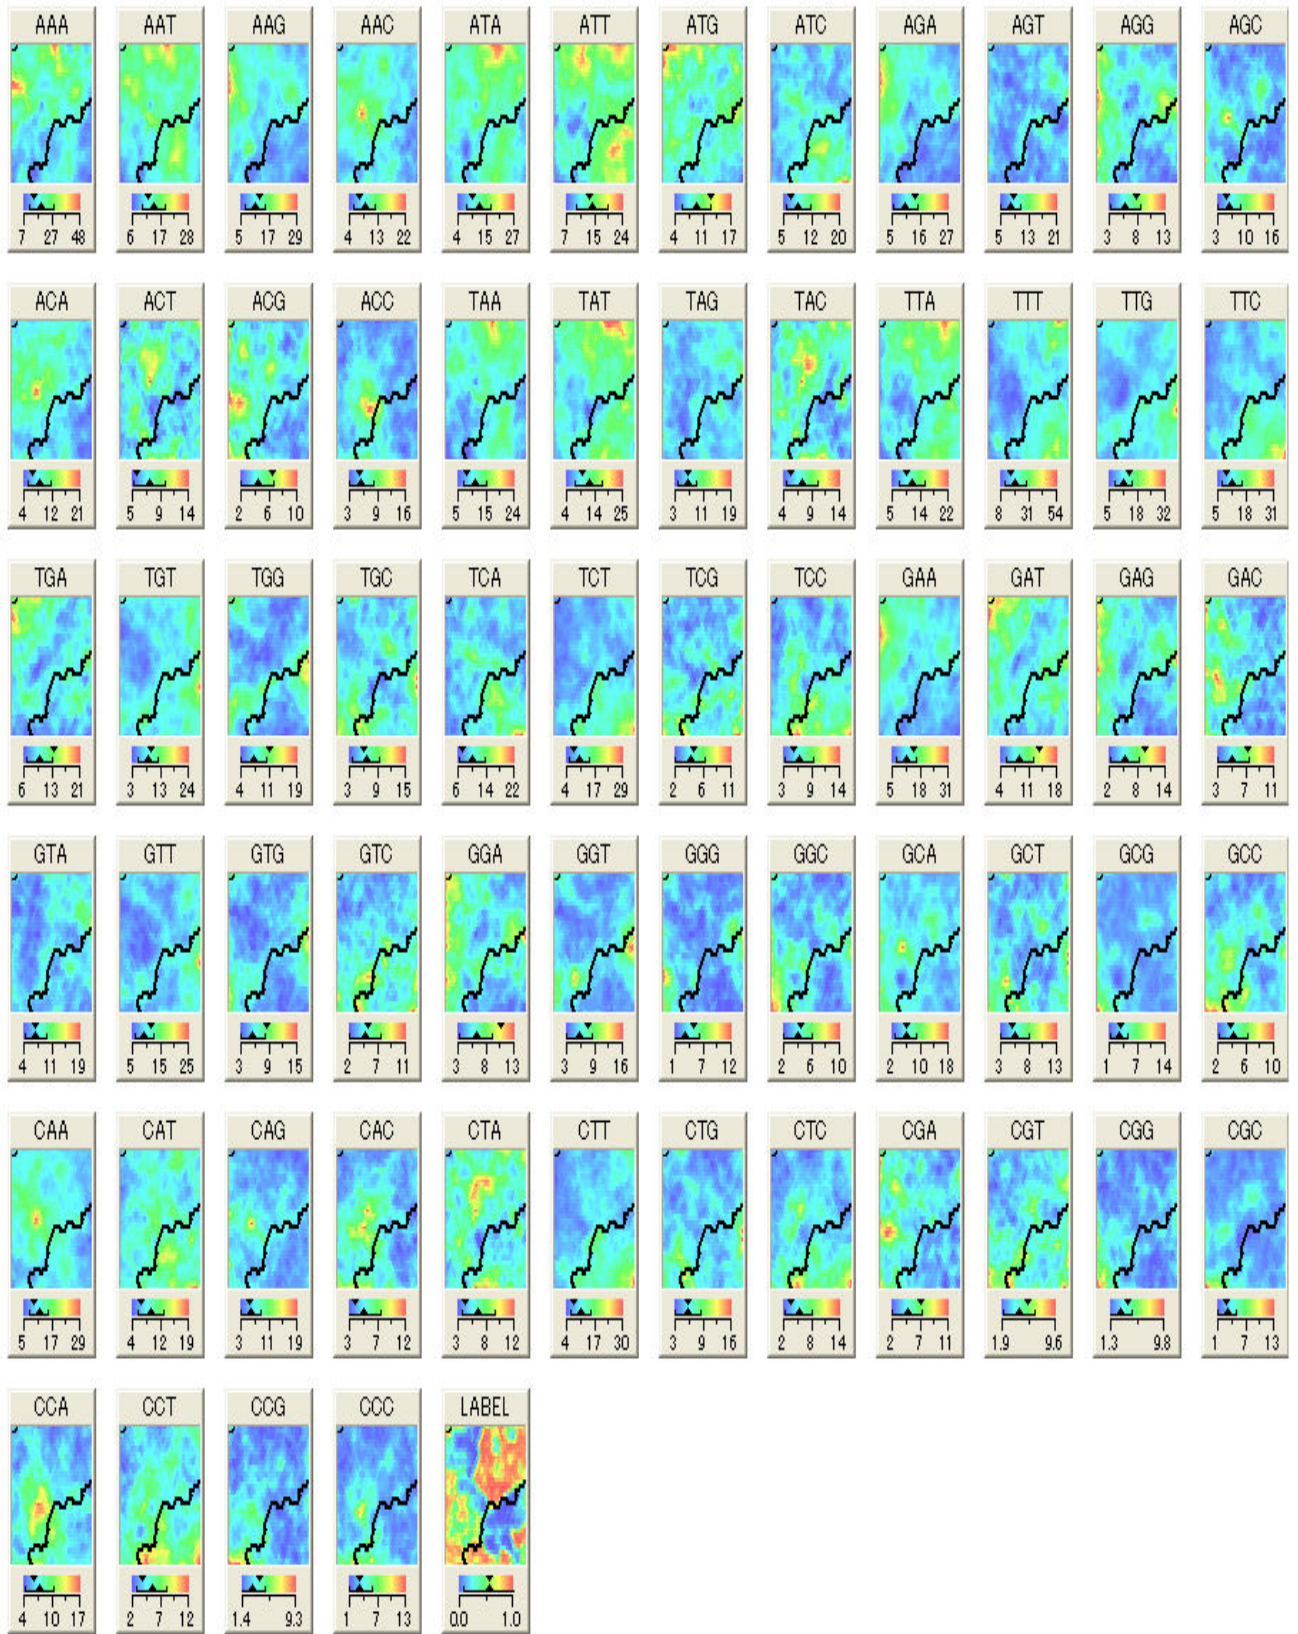 AAA AAT AAG AAC ATA ATT ATG ATC AGA AGT AGG AGC
7 27 48 6 17 28 5 17 29 4 13 22 4 15 27 7 15 24 4 11 17 5 12 20 5 16 27 5 13 21 3 8 13 3 10 16
ACA ACT ACG ACC TAA TAT TAG TAC TTA TTT TTG TTC
4 12 21 5 9 14 2 6 10 3 9 16 5 15 24 4 14 25 3 11 19 4 9 14 5 14 22 8 31 54 5 18 32 5 18 31
TGA TGT TGG TGC TCA TCT TCG TCC GAA GAT GAG GAC
6 13 21 3 13 24 4 11 19 3 9 15 6 14 22 4 17 29 2 6 11 3 9 14 5 18 31 4 11 18 2 8 14 3 7 11
GTA GTT GTG GTC GGA GGT GGG GGC GCA GCT GCG GCC
4 11 19 5 15 25 3 9 15 2 7 11 3 8 13 3 9 16 1 7 12 2 6 10 2 10 18 3 8 13 1 7 14 2 6 10
CAA CAT CAG CAC CTA CTT CTG CTC CGA CGT CGG CGC
5 17 29 4 12 19 3 11 19 3 7 12 3 8 12 4 17 30 3 9 16 2 8 14 2 7 11 1.9 9.6 1.3 9.8 1 7 13
CCA CCT CCG CCC LABEL
4 10 17 2 7 12 1.4 9.3 1 7 13 0.0 1.0